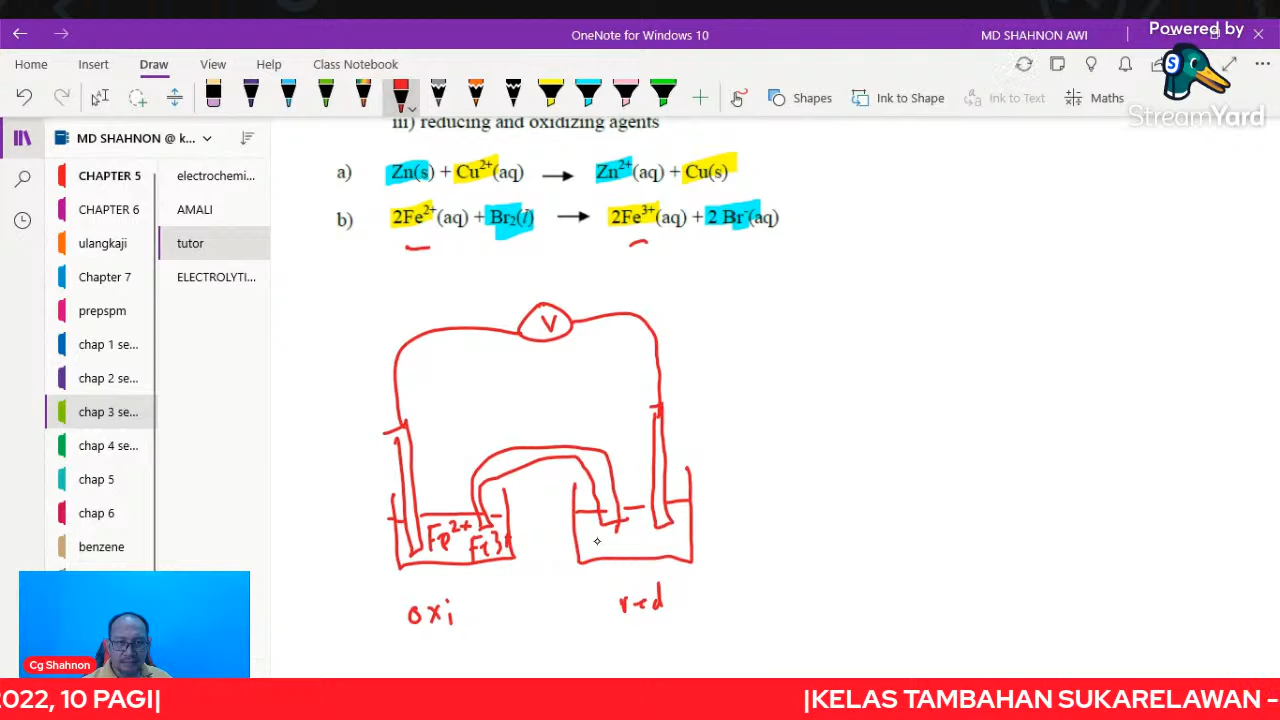 Powered by
OneNote for Windows 10
MD SHAHNON AWI
StreamYard
Home
Insert
Draw
View
Help
Class Notebook
Shapes
Ink to Shape
Ink to Text
Maths
MD SHAHNON @ k...
CHAPTER 5
CHAPTER 6
ulangkaji
Chapter 7
prepspm
chap 1 se...
chap 2 se...
chap 3 se...
chap 4 se...
chap 5
chap 6
benzene
electrochemi...
AMALI
tutor
ELECTROLYTI...
iii) reducing and oxidizing agents
a) Zn(s) + Cu²⁺(aq) → Zn²⁺(aq) + Cu(s)
b) 2Fe²⁺(aq) + Br₂(l) → 2Fe³⁺(aq) + 2 Br⁻(aq)
V
Fe²⁺ Fe³⁺
oxi
red
Cg Shahnon
2022, 10 PAGI|
|KELAS TAMBAHAN SUKARELAWAN -